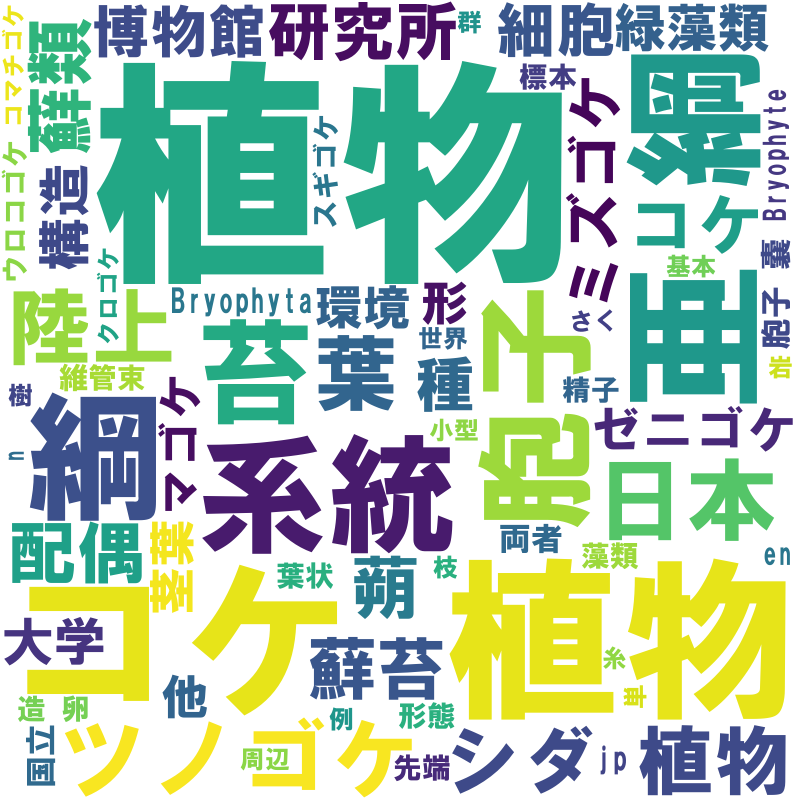 コマチゴケ
蘚類
博物館
研究所
群
細胞
緑藻類
標本
植物
綱
Bryophyte
ミズゴケ
スギゴケ
ウロコゴケ
構造
コケ
嚢
基本
クロゴケ
Bryophyta
環境
形
さく
亜
胞子
陸上
苔
世界
葉
種
胞子
維管束
精子
岩
樹
マゴケ
綱
小型
ゼニゴケ
n
系統
日本
配偶
茎葉
両者
藻類
en
葉状
蒴
枝
コケ
植物
大学
蘚苔
糸
単
造
卵
他
例
形態
国立
ツノゴケ
周辺
先端
シダ
jp
植物